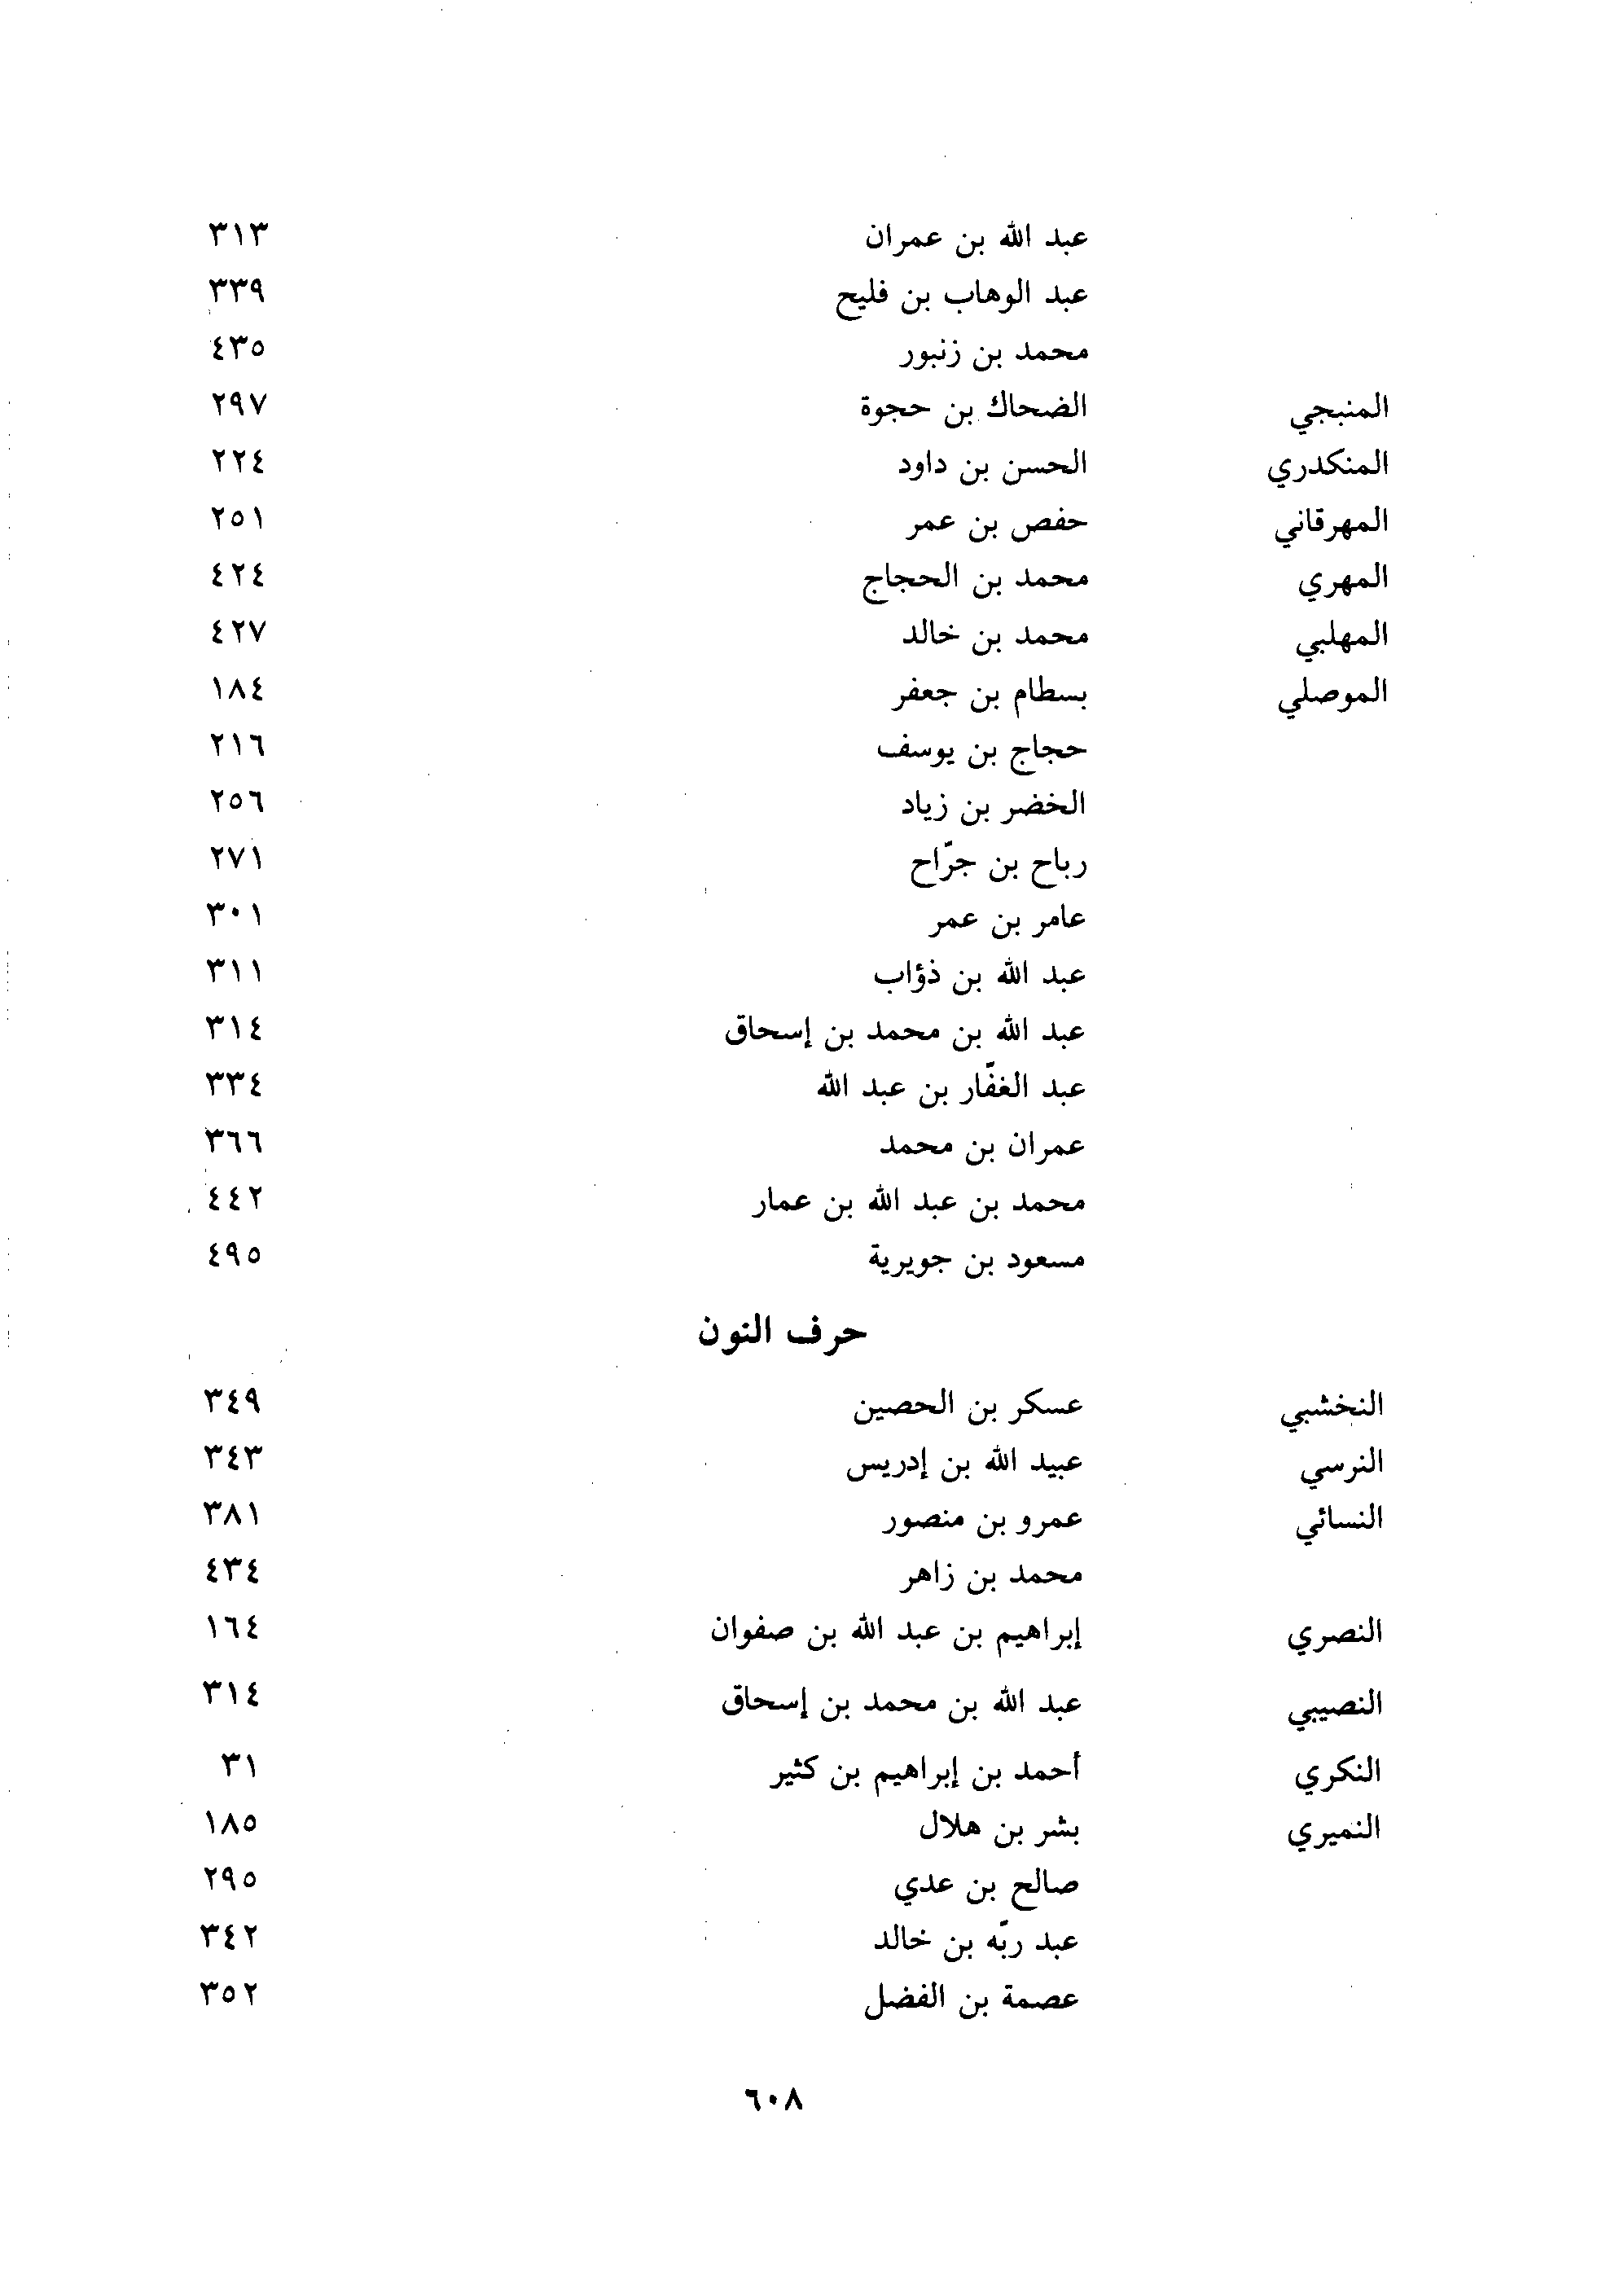 عبد الله بن عمران ٣١٣
عبد الوهاب بن فليح ٣٣٩
محمد بن زنبور ٤٣٥
المنبجي الضحاك بن حجوة ٢٩٧
المنكدري الحسن بن داود ٢٢٤
المهرقاني حفص بن عمر ٢٥١
المهري محمد بن الحجاج ٤٢٤
المهلبي محمد بن خالد ٤٢٧
الموصلي بسطام بن جعفر ١٨٤
حجاج بن يوسف ٢١٦
الخضر بن زياد ٢٥٦
رباح بن جرّاح ٢٧١
عامر بن عمر ٣٠١
عبد الله بن ذؤاب ٣١١
عبد الله بن محمد بن إسحاق ٣١٤
عبد الغفّار بن عبد الله ٣٣٤
عمران بن محمد ٣٦٦
محمد بن عبد الله بن عمار ٤٤٢
مسعود بن جويرية ٤٩٥
حرف النون
النخشبي عسكر بن الحصين ٣٤٩
النرسي عبيد الله بن إدريس ٣٤٣
النسائي عمرو بن منصور ٣٨١
محمد بن زاهر ٤٣٤
النصري إبراهيم بن عبد الله بن صفوان ١٦٤
النصيبي عبد الله بن محمد بن إسحاق ٣١٤
النكري أحمد بن إبراهيم بن كثير ٣١
النميري بشر بن هلال ١٨٥
صالح بن عدي ٢٩٥
عبد ربّه بن خالد ٣٤٢
عصمة بن الفضل ٣٥٢
٦٠٨